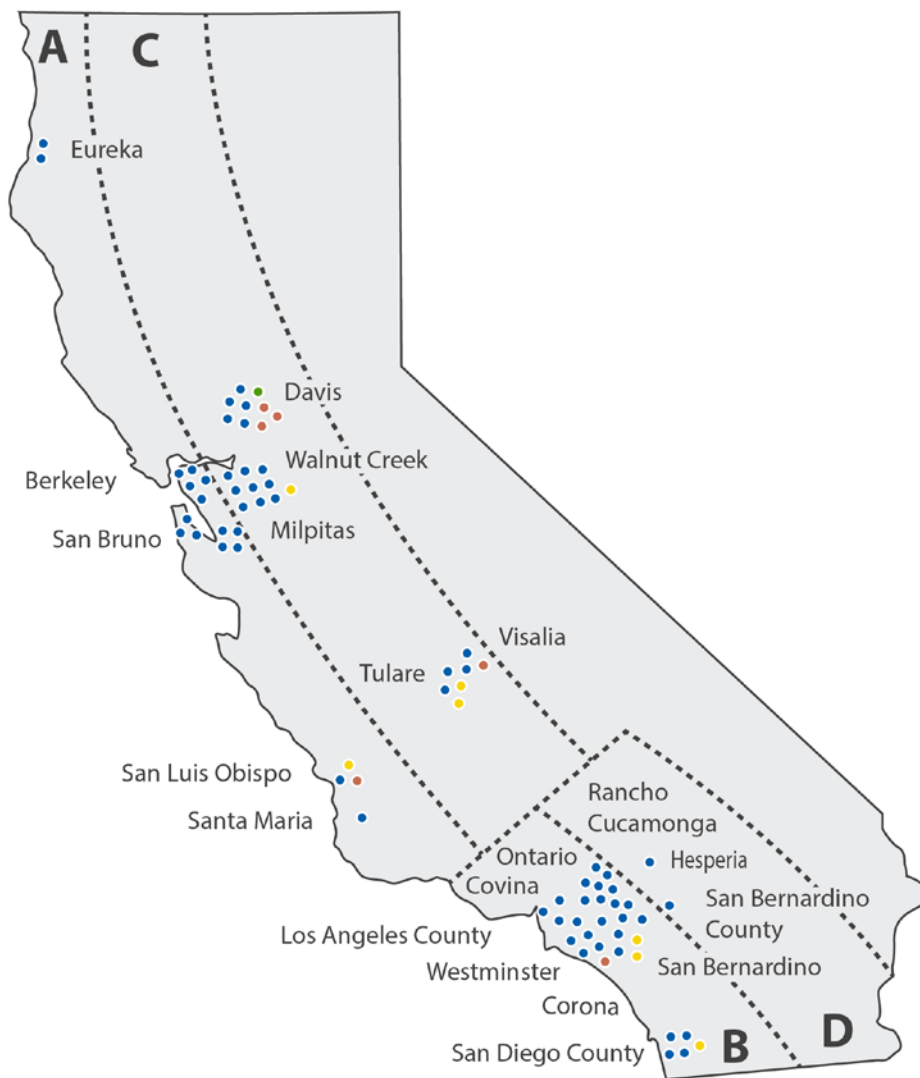 A
C
Eureka
Davis
Walnut Creek
Berkeley
Milpitas
San Bruno
Visalia
Tulare
San Luis Obispo
Santa Maria
Rancho
Cucamonga
Ontario
Hesperia
Covina
San Bernardino
County
Los Angeles County
San Bernardino
Westminster
Corona
B
D
San Diego County